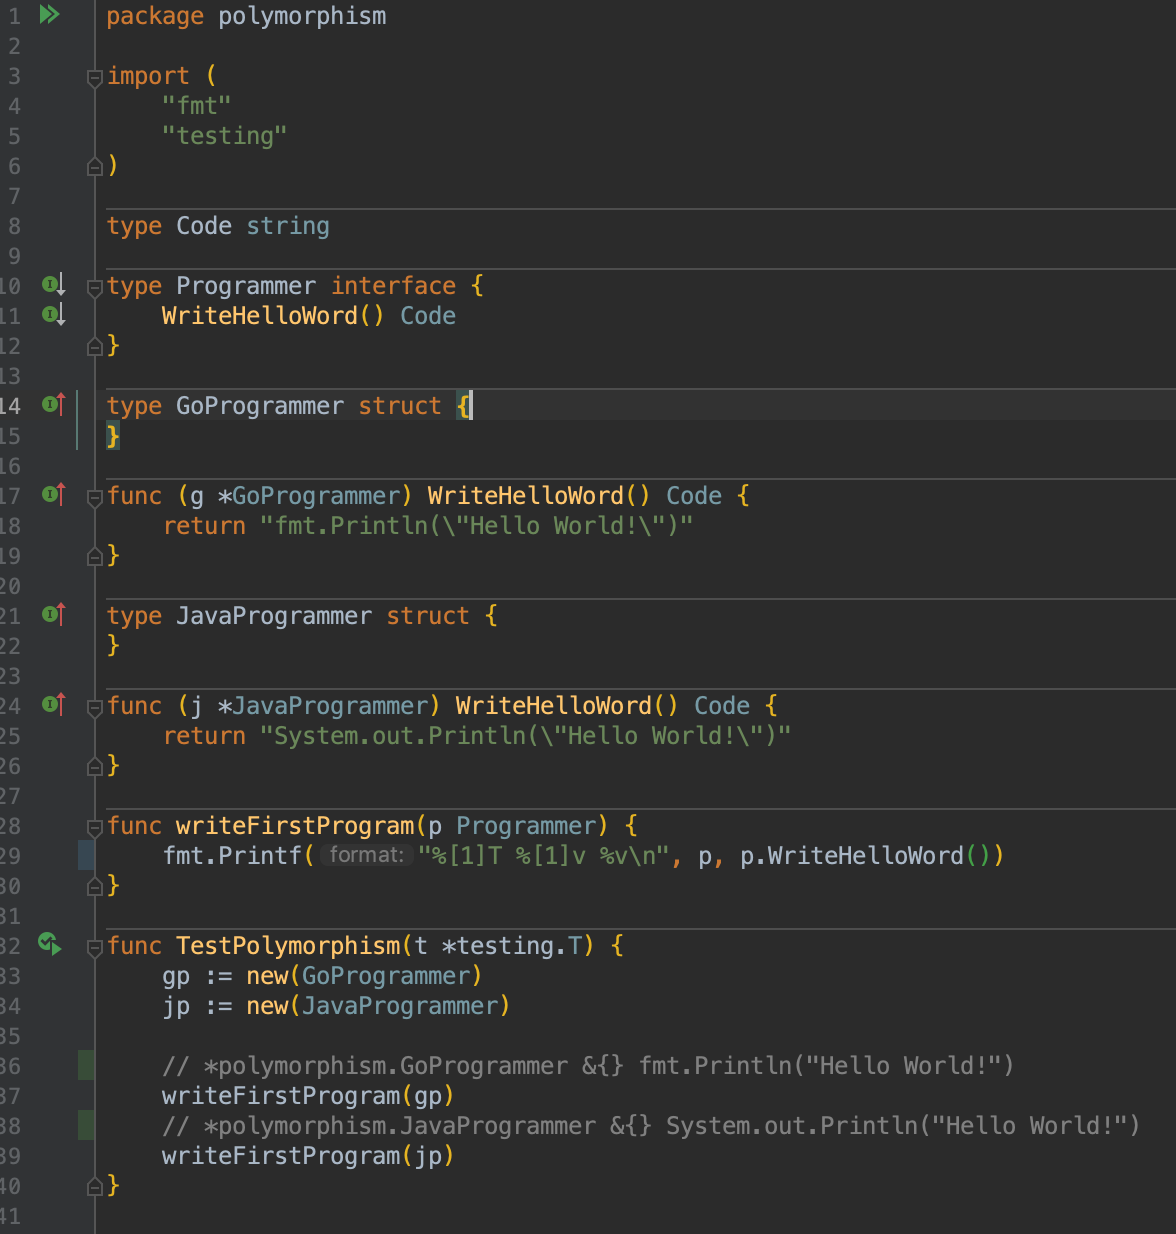 1 package polymorphism
2
3 import (
4 "fmt"
5 "testing"
6 )
7
8 type Code string
9
10 type Programmer interface {
11 WriteHelloWord() Code
12 }
13
14 type GoProgrammer struct {
15 }
16
17 func (g *GoProgrammer) WriteHelloWord() Code {
18 return "fmt.Println(\"Hello World!\")"
19 }
20
21 type JavaProgrammer struct {
22 }
23
24 func (j *JavaProgrammer) WriteHelloWord() Code {
25 return "System.out.Println(\"Hello World!\")"
26 }
27
28 func writeFirstProgram(p Programmer) {
29 fmt.Printf( format: "%[1]T %[1]v %v\n", p, p.WriteHelloWord())
30 }
31
32 func TestPolymorphism(t *testing.T) {
33 gp := new(GoProgrammer)
34 jp := new(JavaProgrammer)
35
36 // *polymorphism.GoProgrammer &{} fmt.Println("Hello World!")
37 writeFirstProgram(gp)
38 // *polymorphism.JavaProgrammer &{} System.out.Println("Hello World!")
39 writeFirstProgram(jp)
40 }
41